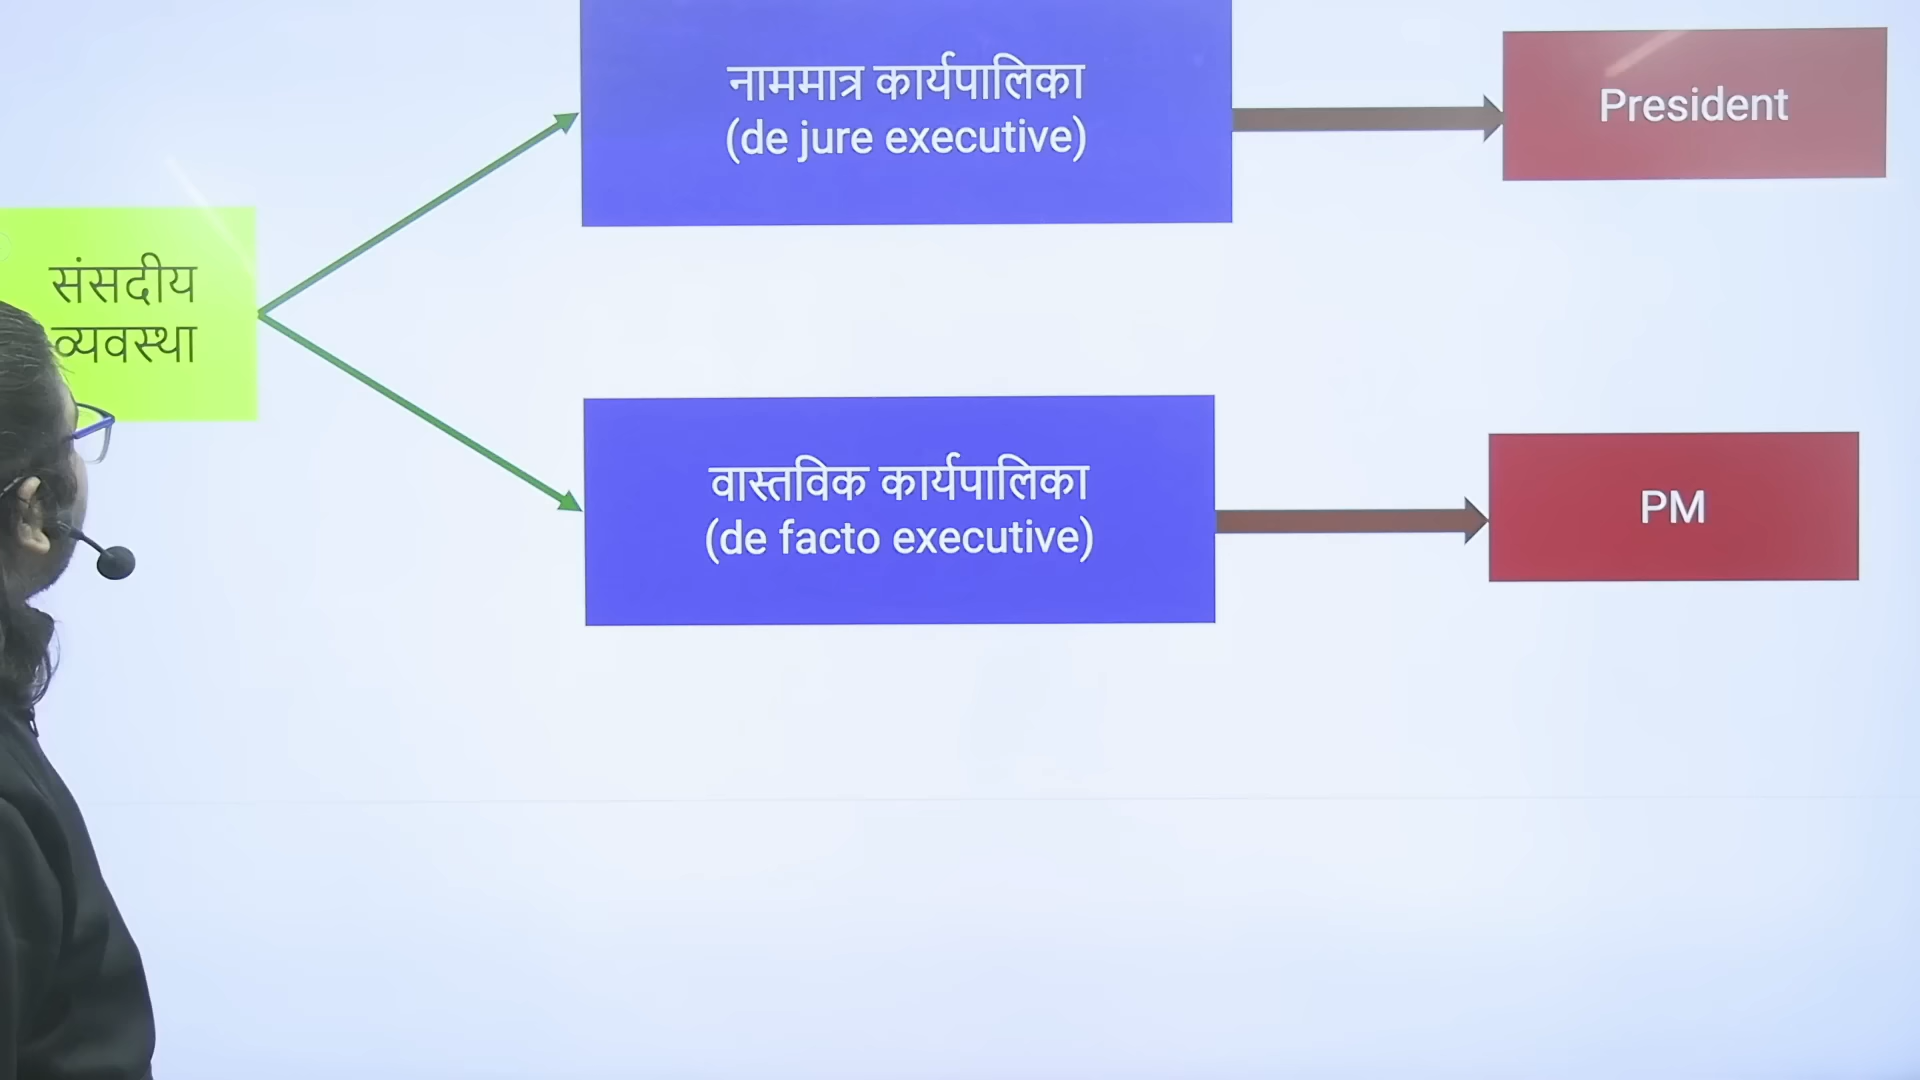 नाममात्र कार्यपालिका
(de jure executive)
President
संसदीय
व्यवस्था
वास्तविक कार्यपालिका
(de facto executive)
PM